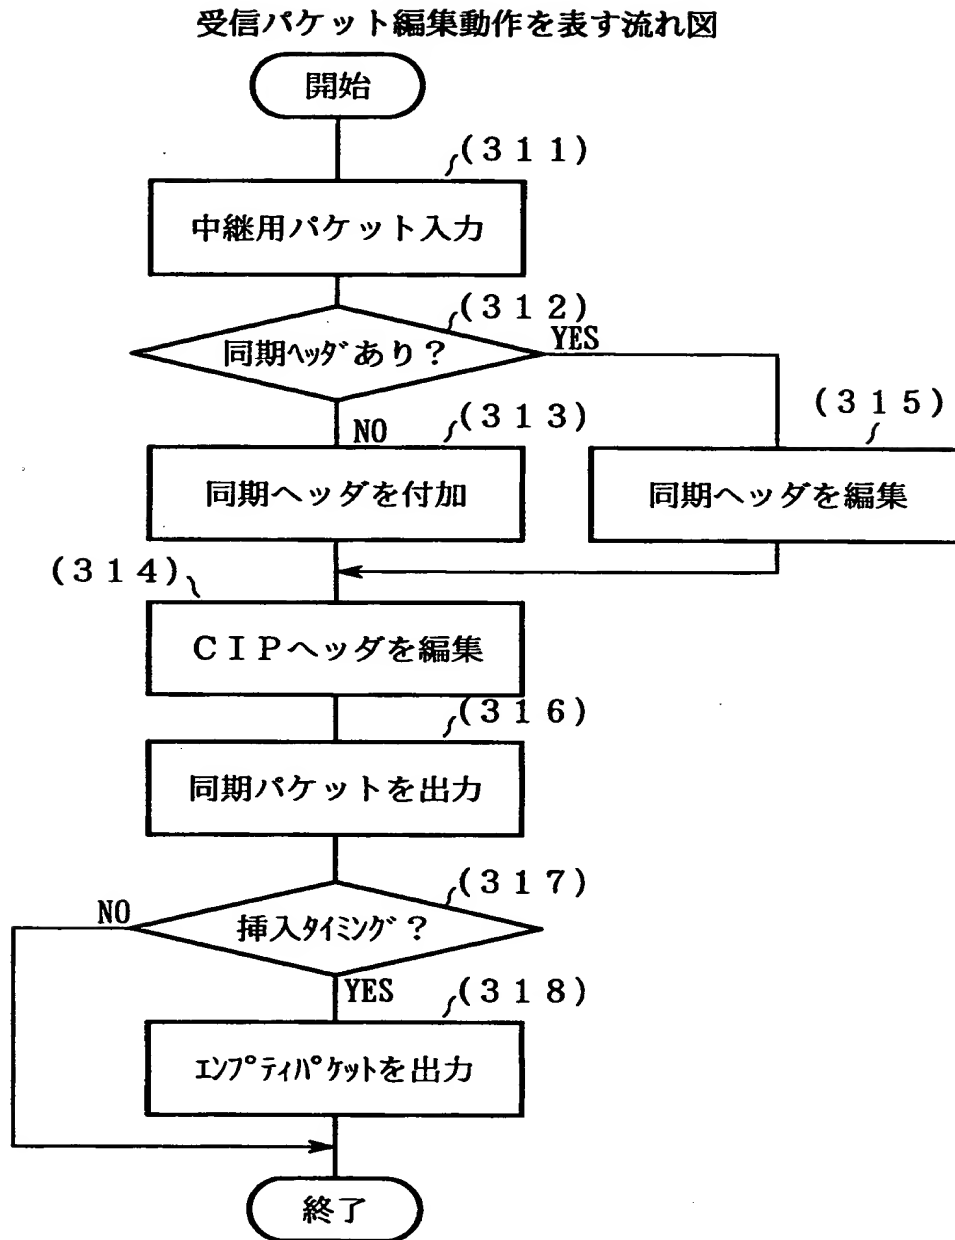 受信パケット編集動作を表す流れ図
開始
(311)
中継用パケット入力
(312)
同期ﾍｯﾀﾞあり？
YES
NO
(313)
(315)
同期ヘッダを付加
同期ヘッダを編集
(314)
ＣＩＰヘッダを編集
(316)
同期パケットを出力
(317)
NO
挿入ﾀｲﾐﾝｸﾞ？
YES
(318)
ｴﾝﾌﾟﾃｨﾊﾟｹｯﾄを出力
終了